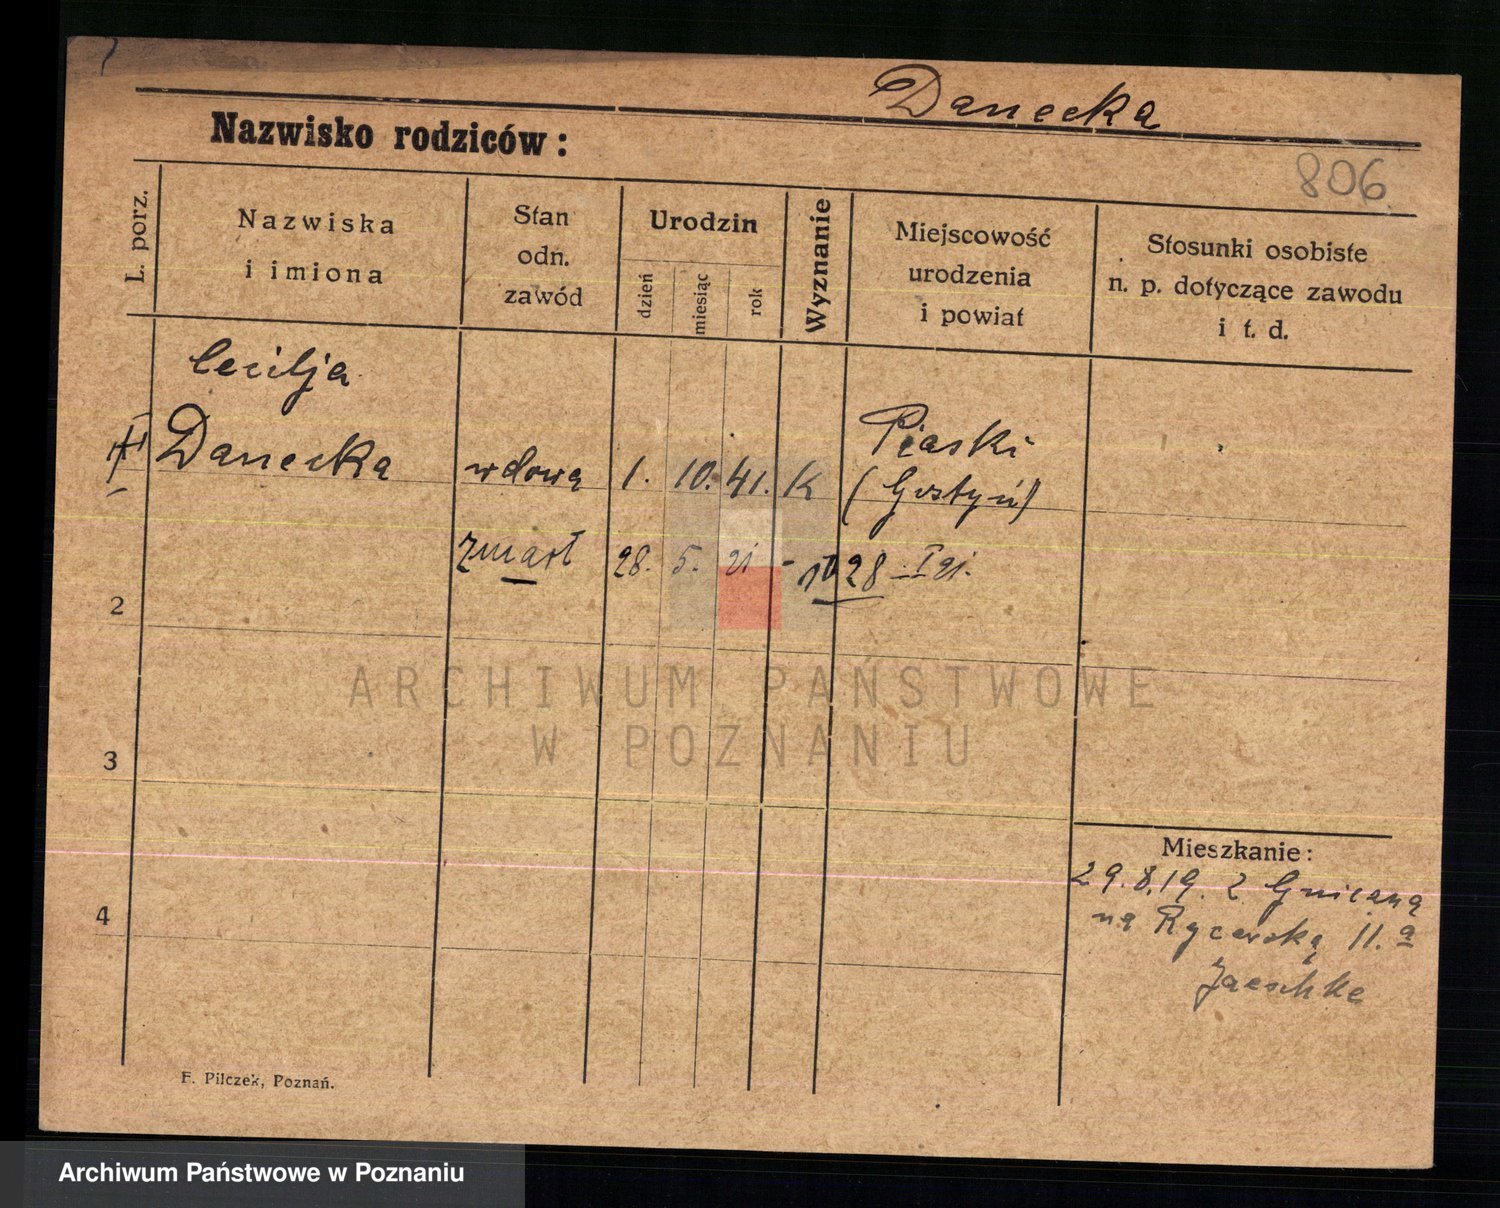 Danecka
Nazwisko rodziców:
806
L. porz.
Nazwiska
i imiona
Stan
odn.
zawód
Urodzin
dzień
miesiąc
rok
Wyznanie
Miejscowość
urodzenia
i powiat
Stosunki osobiste
n. p. dotyczące zawodu
i t. d.
Cecilja
Danecka wdowa 1. 10. 41. K Piaski
(Gostyń)
zmarł 28. 5. 21 - 28
2
3
4
Mieszkanie:
29.8.19. z
na Rycerską 11.a
Jaeschke
F. Pilczek, Poznań.
ARCHIWUM PAŃSTWOWE
W POZNANIU
Archiwum Państwowe w Poznaniu